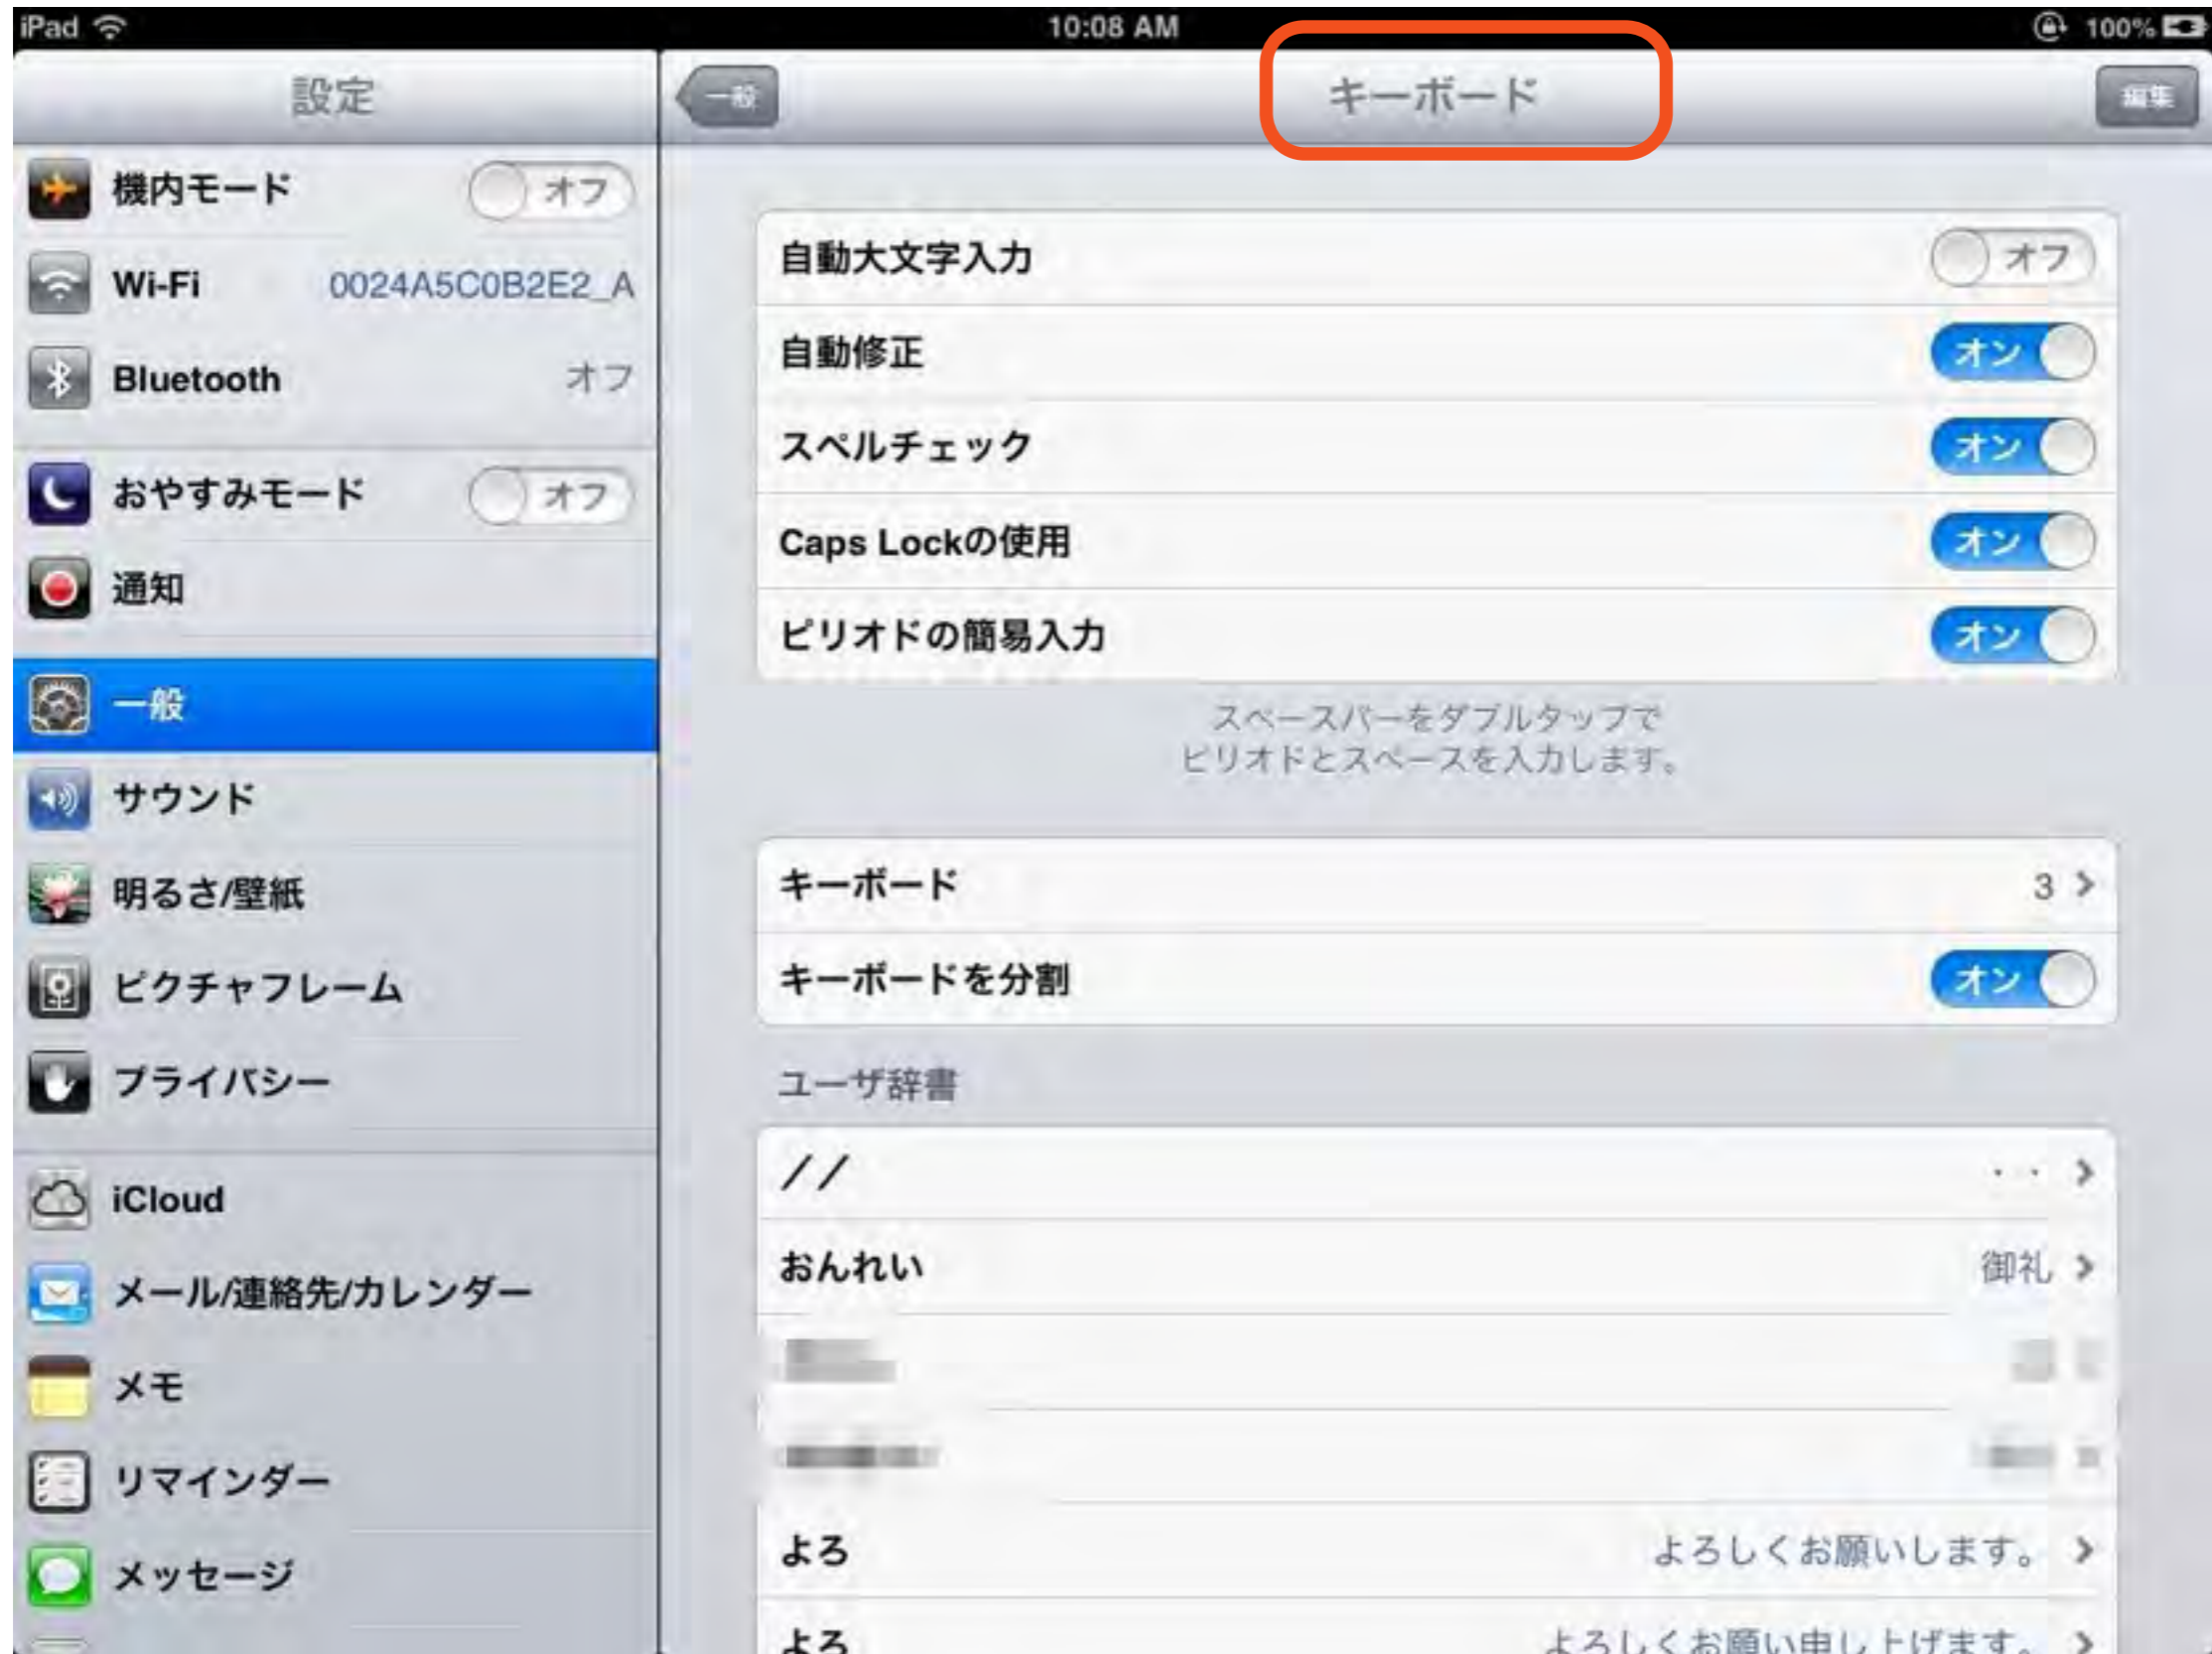 iPad
10:08 AM
100%
設定
一般
キーボード
編集
機内モード
オフ
Wi-Fi
0024A5C0B2E2_A
Bluetooth
オフ
おやすみモード
オフ
通知
一般
サウンド
明るさ/壁紙
ピクチャフレーム
プライバシー
iCloud
メール/連絡先/カレンダー
メモ
リマインダー
メッセージ
自動大文字入力
オフ
自動修正
オン
スペルチェック
オン
Caps Lockの使用
オン
ピリオドの簡易入力
オン
スペースバーをダブルタップで
ピリオドとスペースを入力します。
キーボード
3
キーボードを分割
オン
ユーザ辞書
//
・・
おんれい
御礼
よろ
よろしくお願いします。
よろ
よろしくお願い申し上げます。